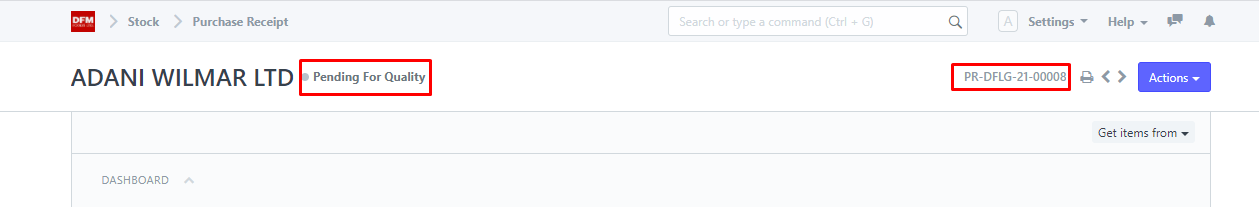 DFM Stock Purchase Receipt Search or type a command (Ctrl + G) A Settings Help
ADANI WILMAR LTD Pending For Quality PR-DFLG-21-00008 Actions
Get items from
DASHBOARD